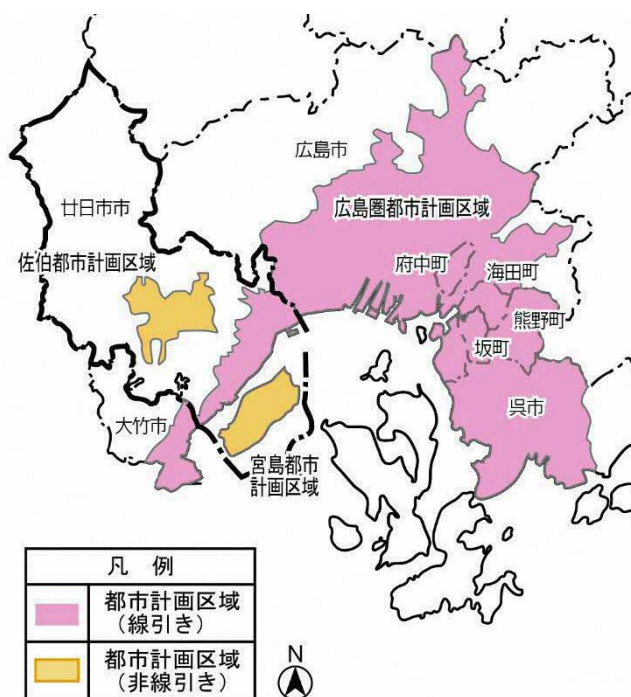 広島市
廿日市市
広島圏都市計画区域
佐伯都市計画区域
府中町
海田町
熊野町
坂町
呉市
大竹市
宮島都市
計画区域
凡 例
都市計画区域
（線引き）
都市計画区域
（非線引き）
N